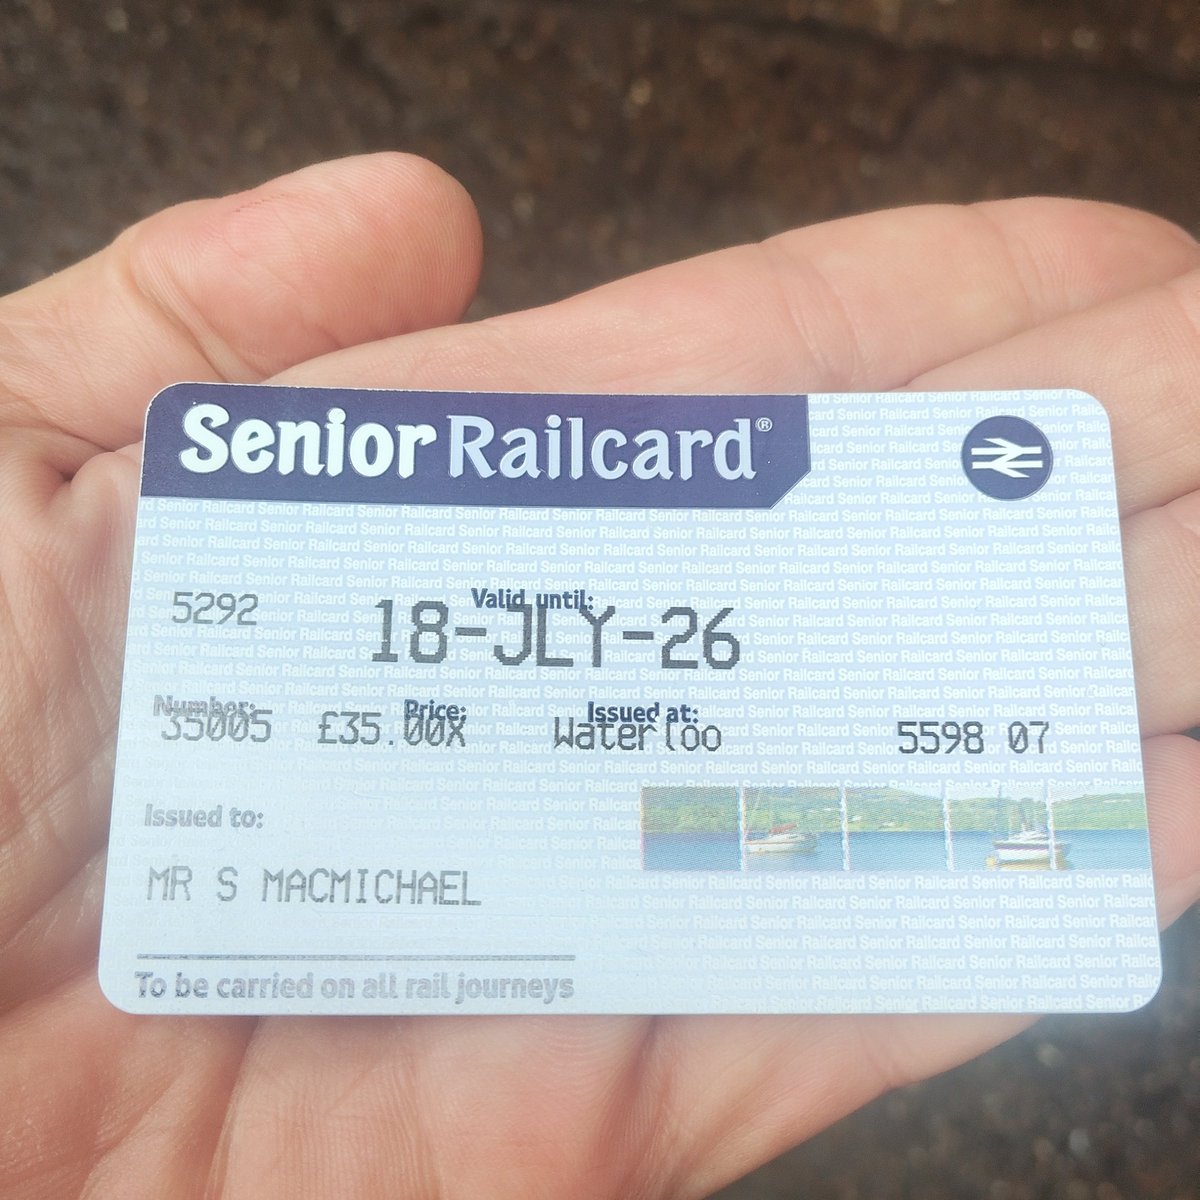 Senior Railcard®
5292
Valid until:
18-JLY-26
Number: Price: Issued at:
35005 £35.00X Waterloo 5598 07
Issued to:
MR S MACMICHAEL
To be carried on all rail journeys